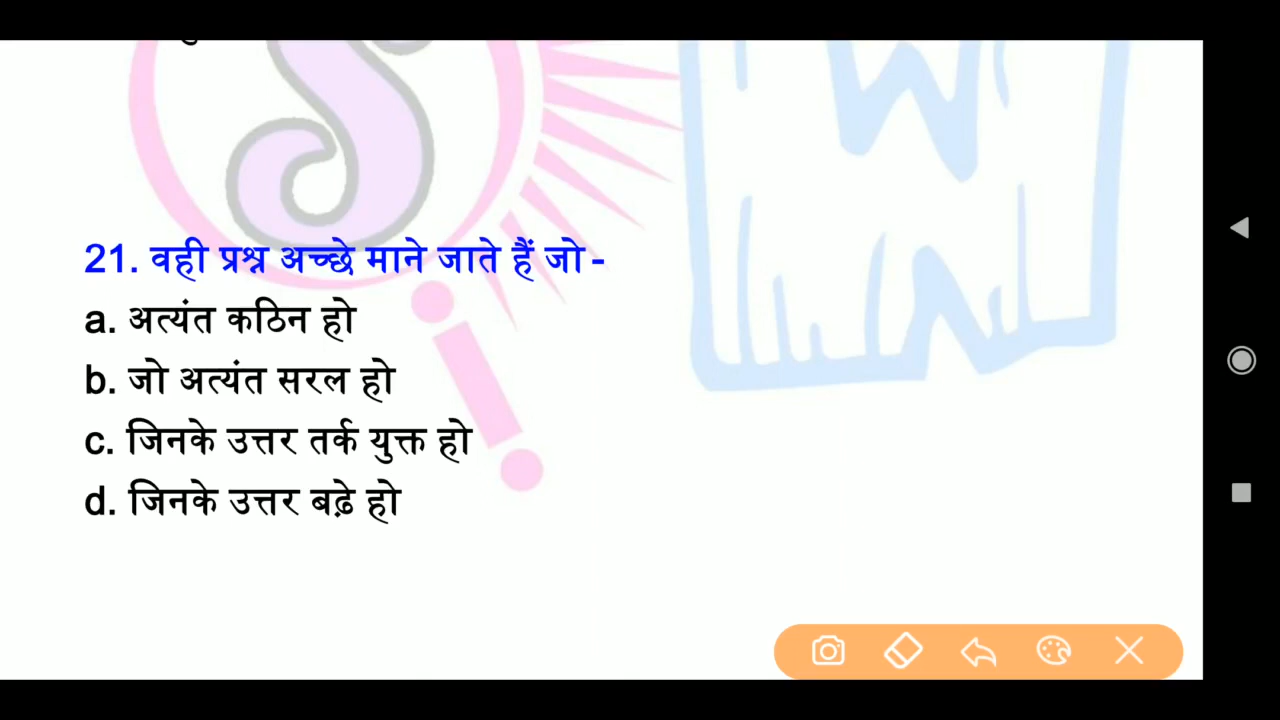 21. वही प्रश्न अच्छे माने जाते हैं जो -
a. अत्यंत कठिन हो
b. जो अत्यंत सरल हो
c. जिनके उत्तर तर्क युक्त हो
d. जिनके उत्तर बढ़े हो